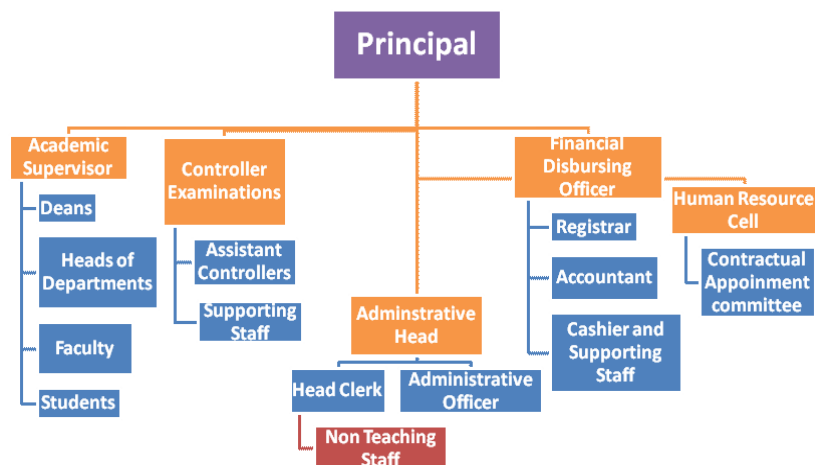 Principal
Academic
Supervisor
Deans
Heads of
Departments
Faculty
Students
Controller
Examinations
Assistant
Controllers
Supporting
Staff
Adminstrative
Head
Head Clerk
Administrative
Officer
Non Teaching
Staff
Financial
Disbursing
Officer
Registrar
Accountant
Cashier and
Supporting
Staff
Human Resource
Cell
Contractual
Appoinment
committee